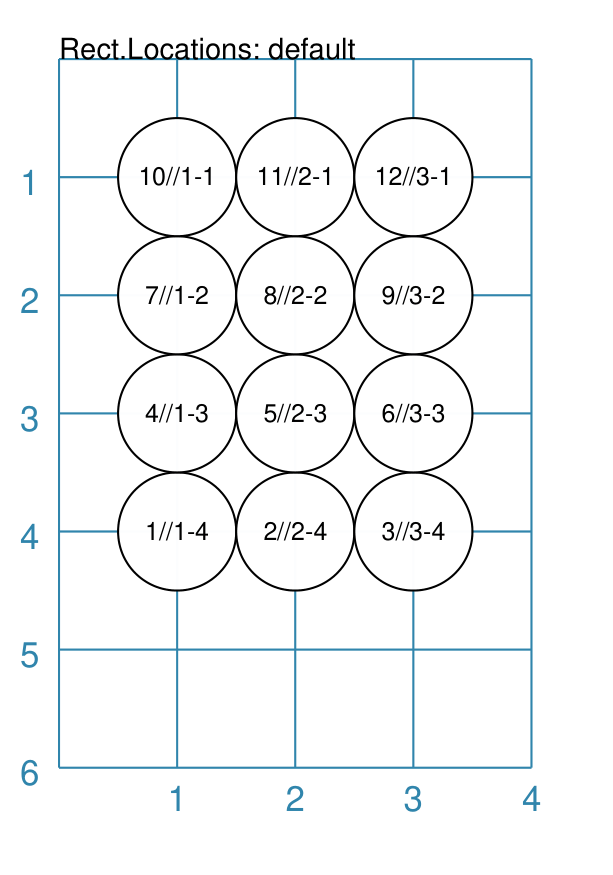 Rect.Locations: default
1 10//1-1 11//2-1 12//3-1
2 7//1-2 8//2-2 9//3-2
3 4//1-3 5//2-3 6//3-3
4 1//1-4 2//2-4 3//3-4
5
6
1 2 3 4